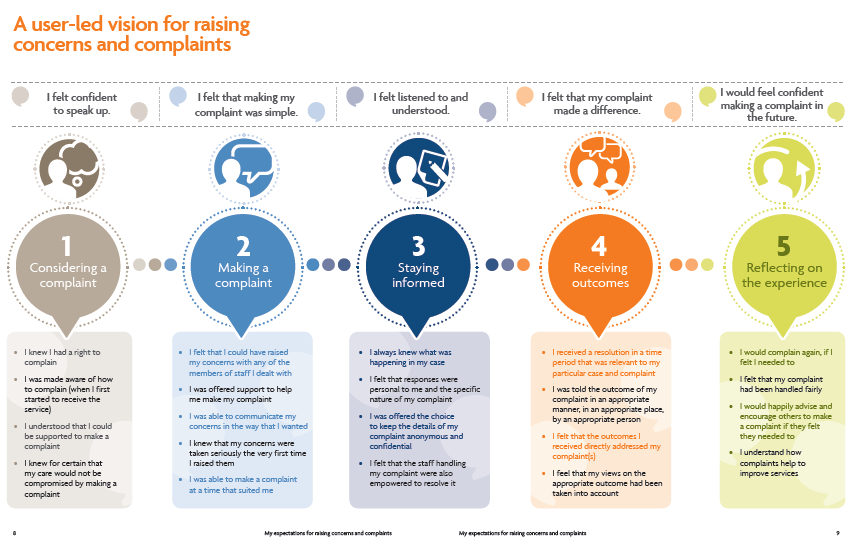 A user-led vision for raising
concerns and complaints
I felt confident
to speak up.
I felt that making my
complaint was simple.
I felt listened to and
understood.
I felt that my complaint
made a difference.
I would feel confident
making a complaint in
the future.
1
Considering a
complaint
2
Making a
complaint
3
Staying
informed
4
Receiving
outcomes
5
Reflecting on
the experience
• I knew I had a right to
complain
• I was made aware of how
to complain (when I first
started to receive the
service)
• I understood that I could
be supported to make a
complaint
• I knew for certain that
my care would not be
compromised by making a
complaint
• I felt that I could have raised
my concerns with any of the
members of staff I dealt with
• I was offered support to help
me make my complaint
• I was able to communicate my
concerns in the way that I wanted
• I knew that my concerns were
taken seriously the very first time
I raised them
• I was able to make a complaint
at a time that suited me
• I always knew what was
happening in my case
• I felt that responses were
personal to me and the specific
nature of my complaint
• I was offered the choice
to keep the details of my
complaint anonymous and
confidential
• I felt that the staff handling
my complaint were also
empowered to resolve it
• I received a resolution in a time
period that was relevant to my
particular case and complaint
• I was told the outcome of my
complaint in an appropriate
manner, in an appropriate place,
by an appropriate person
• I felt that the outcomes I
received directly addressed my
complaint(s)
• I feel that my views on the
appropriate outcome had been
taken into account
• I would complain again, if I
felt I needed to
• I felt that my complaint
had been handled fairly
• I would happily advise and
encourage others to make
a complaint if they felt
they needed to
• I understand how
complaints help to
improve services
8
My expectations for raising concerns and complaints
My expectations for raising concerns and complaints
9